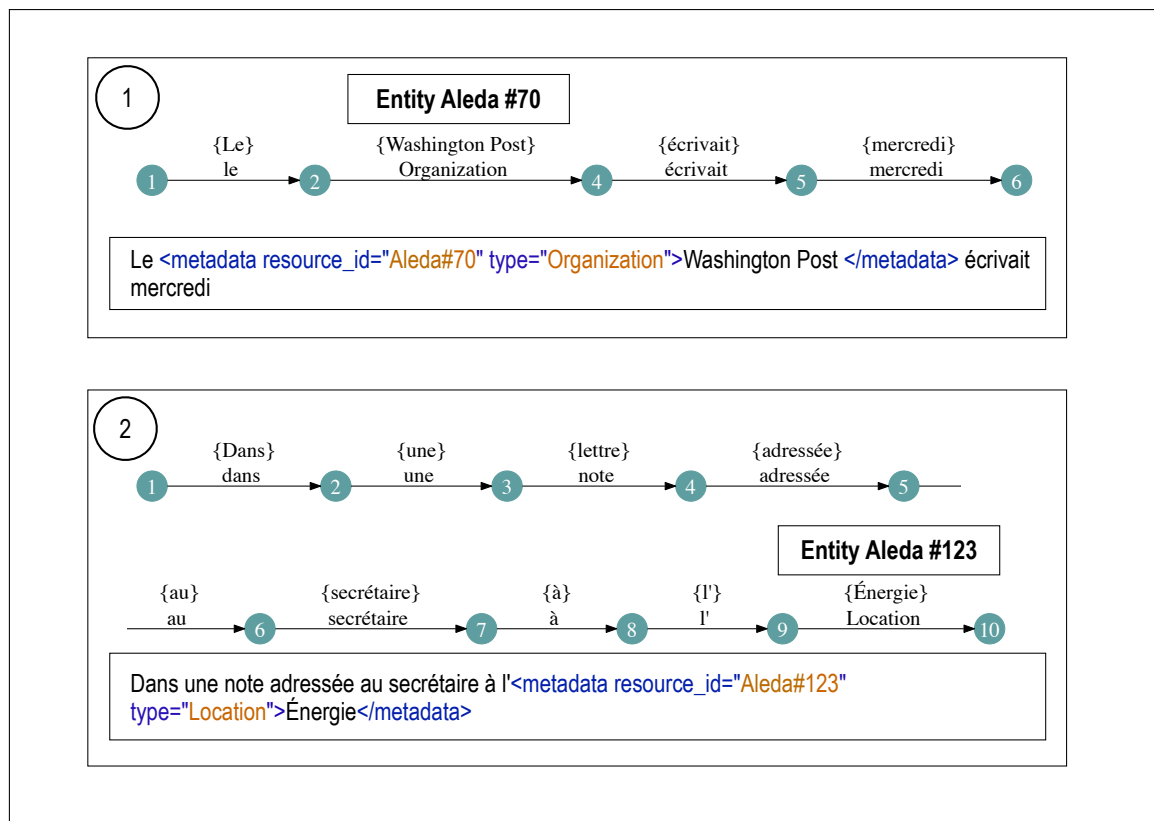 1
Entity Aleda #70
{Le} {Washington Post} {écrivait} {mercredi}
le Organization écrivait mercredi
1 2 4 5 6
Le <metadata resource_id="Aleda#70" type="Organization">Washington Post </metadata> écrivait
mercredi
2
{Dans} {une} {lettre} {adressée}
dans une note adressée
1 2 3 4 5
Entity Aleda #123
{au} {secrétaire} {à} {l'} {Énergie}
au secrétaire à l' Location
6 7 8 9 10
Dans une note adressée au secrétaire à l'<metadata resource_id="Aleda#123"
type="Location">Énergie</metadata>